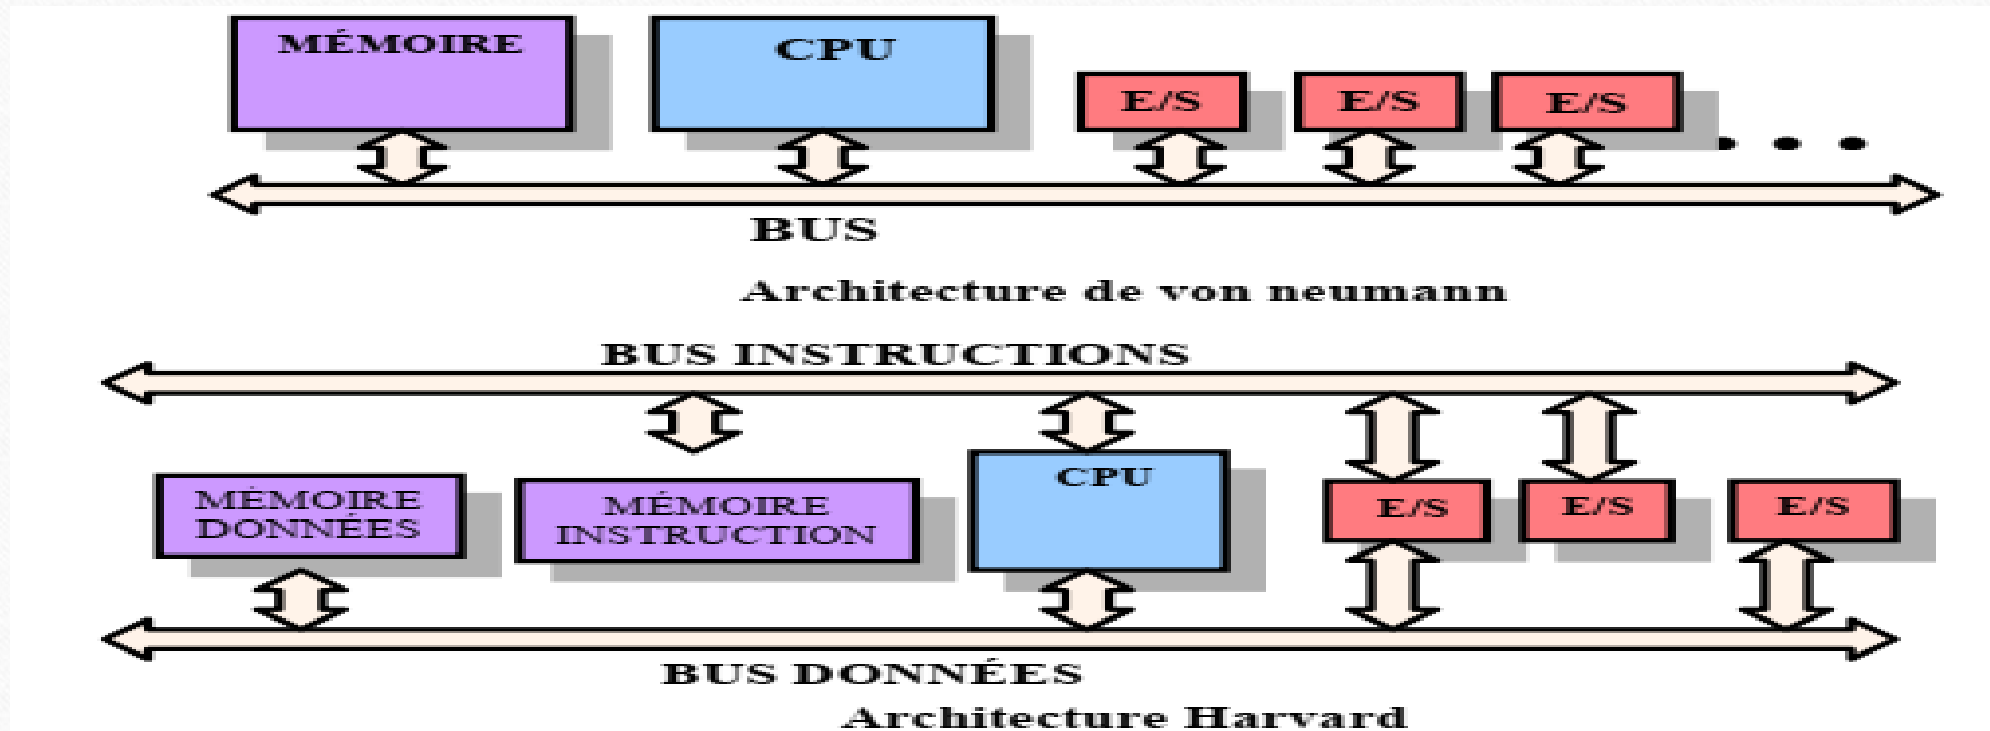 MÉMOIRE
CPU
E/S
E/S
E/S
BUS
Architecture de von neumann
BUS INSTRUCTIONS
MÉMOIRE
DONNÉES
MÉMOIRE
INSTRUCTION
CPU
E/S
E/S
E/S
BUS DONNÉES
Architecture Harvard